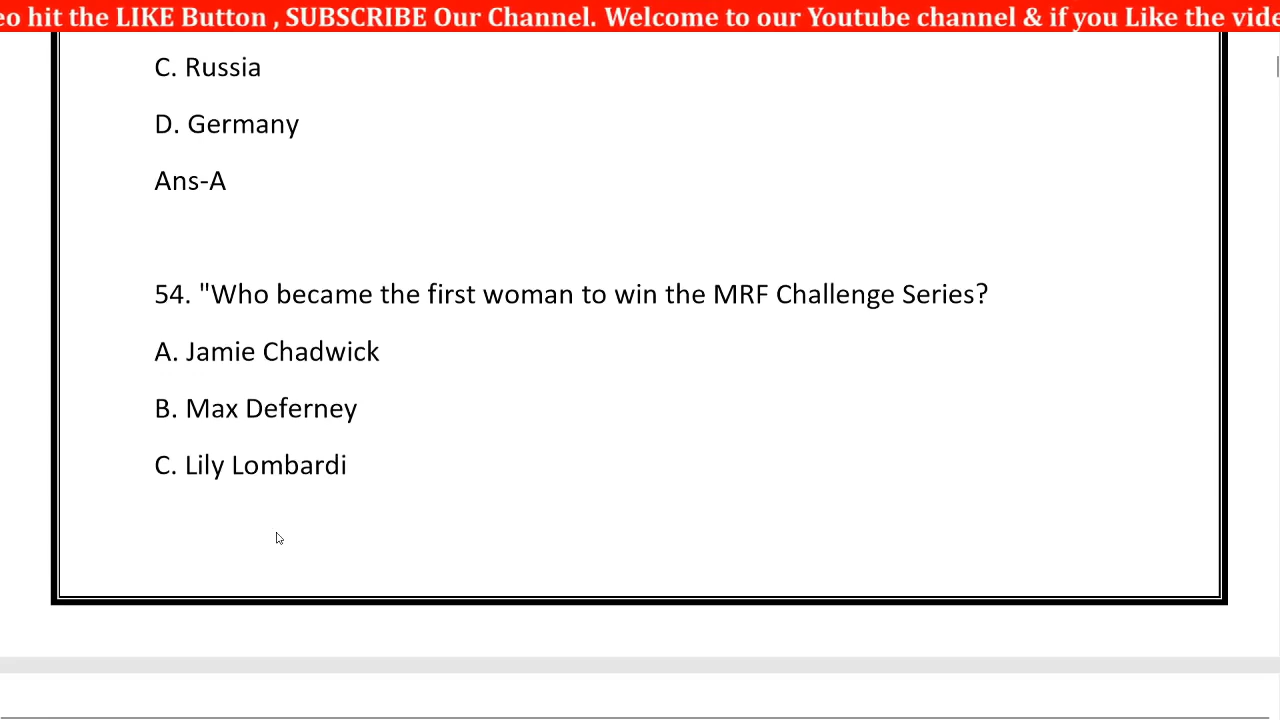 eo hit the LIKE Button , SUBSCRIBE Our Channel. Welcome to our Youtube channel & if you Like the vide
C. Russia
D. Germany
Ans-A
54. "Who became the first woman to win the MRF Challenge Series?
A. Jamie Chadwick
B. Max Deferney
C. Lily Lombardi